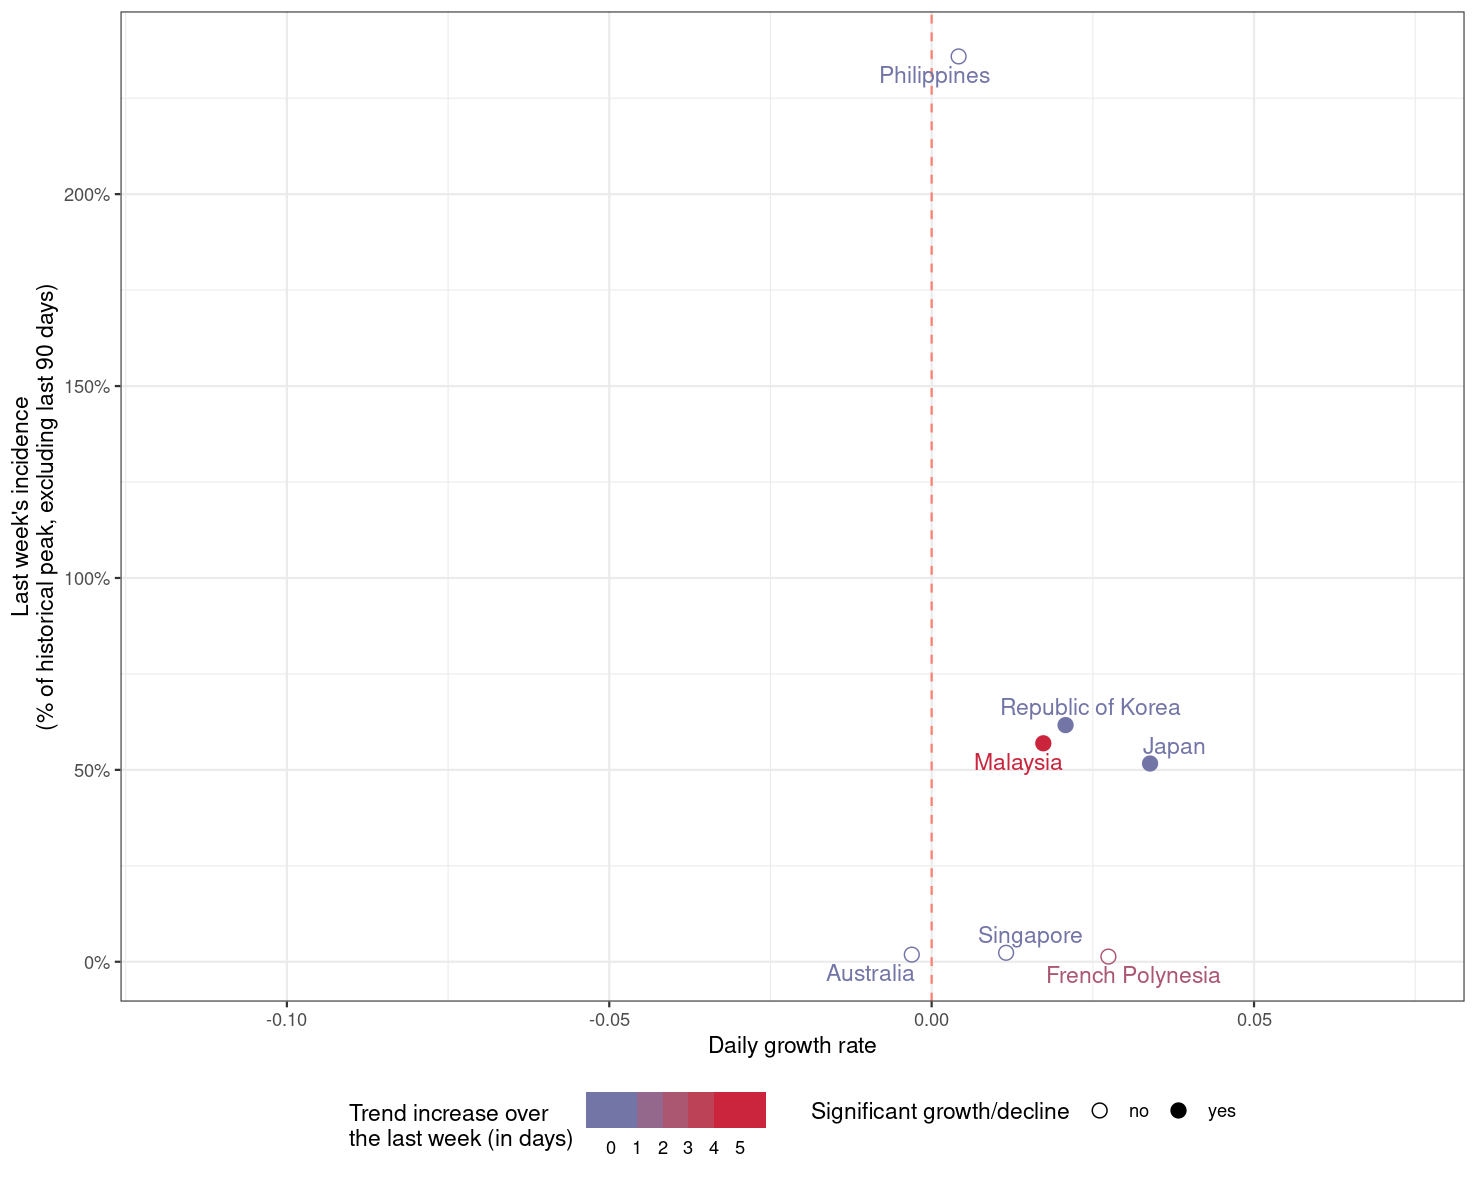 Philippines
200%
150%
100%
50%
0%
Last week's incidence
(% of historical peak, excluding last 90 days)
Republic of Korea
Japan
Malaysia
Singapore
Australia
French Polynesia
-0.10
-0.05
0.00
0.05
Daily growth rate
Trend increase over
the last week (in days)
0 1 2 3 4 5
Significant growth/decline
no
yes